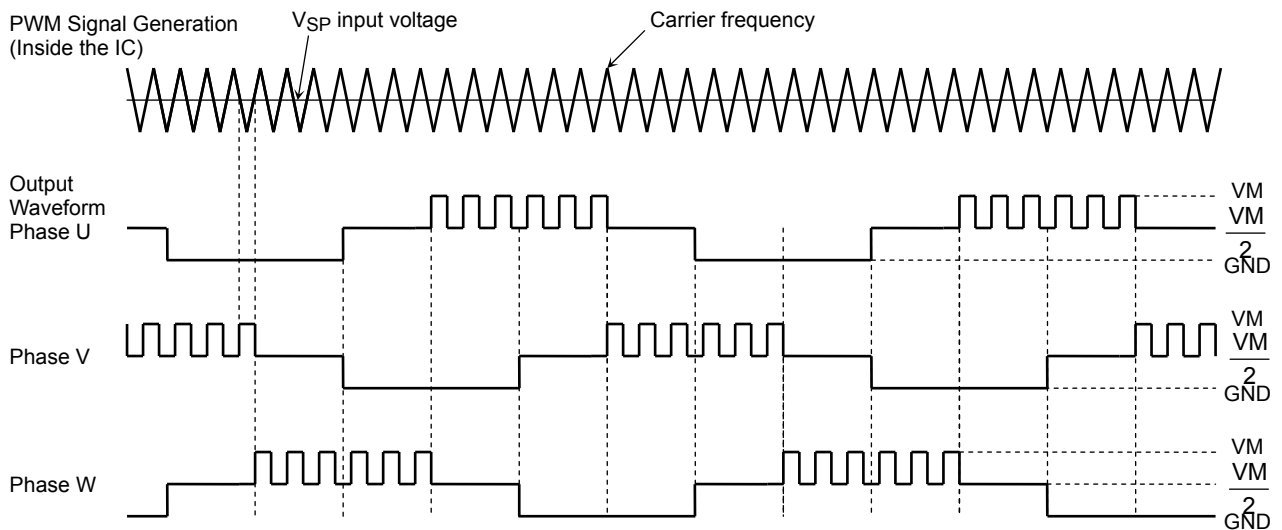 PWM Signal Generation
(Inside the IC)
VSP input voltage
Carrier frequency
Output
Waveform
Phase U
VM
VM
2
GND
Phase V
VM
VM
2
GND
Phase W
VM
VM
2
GND